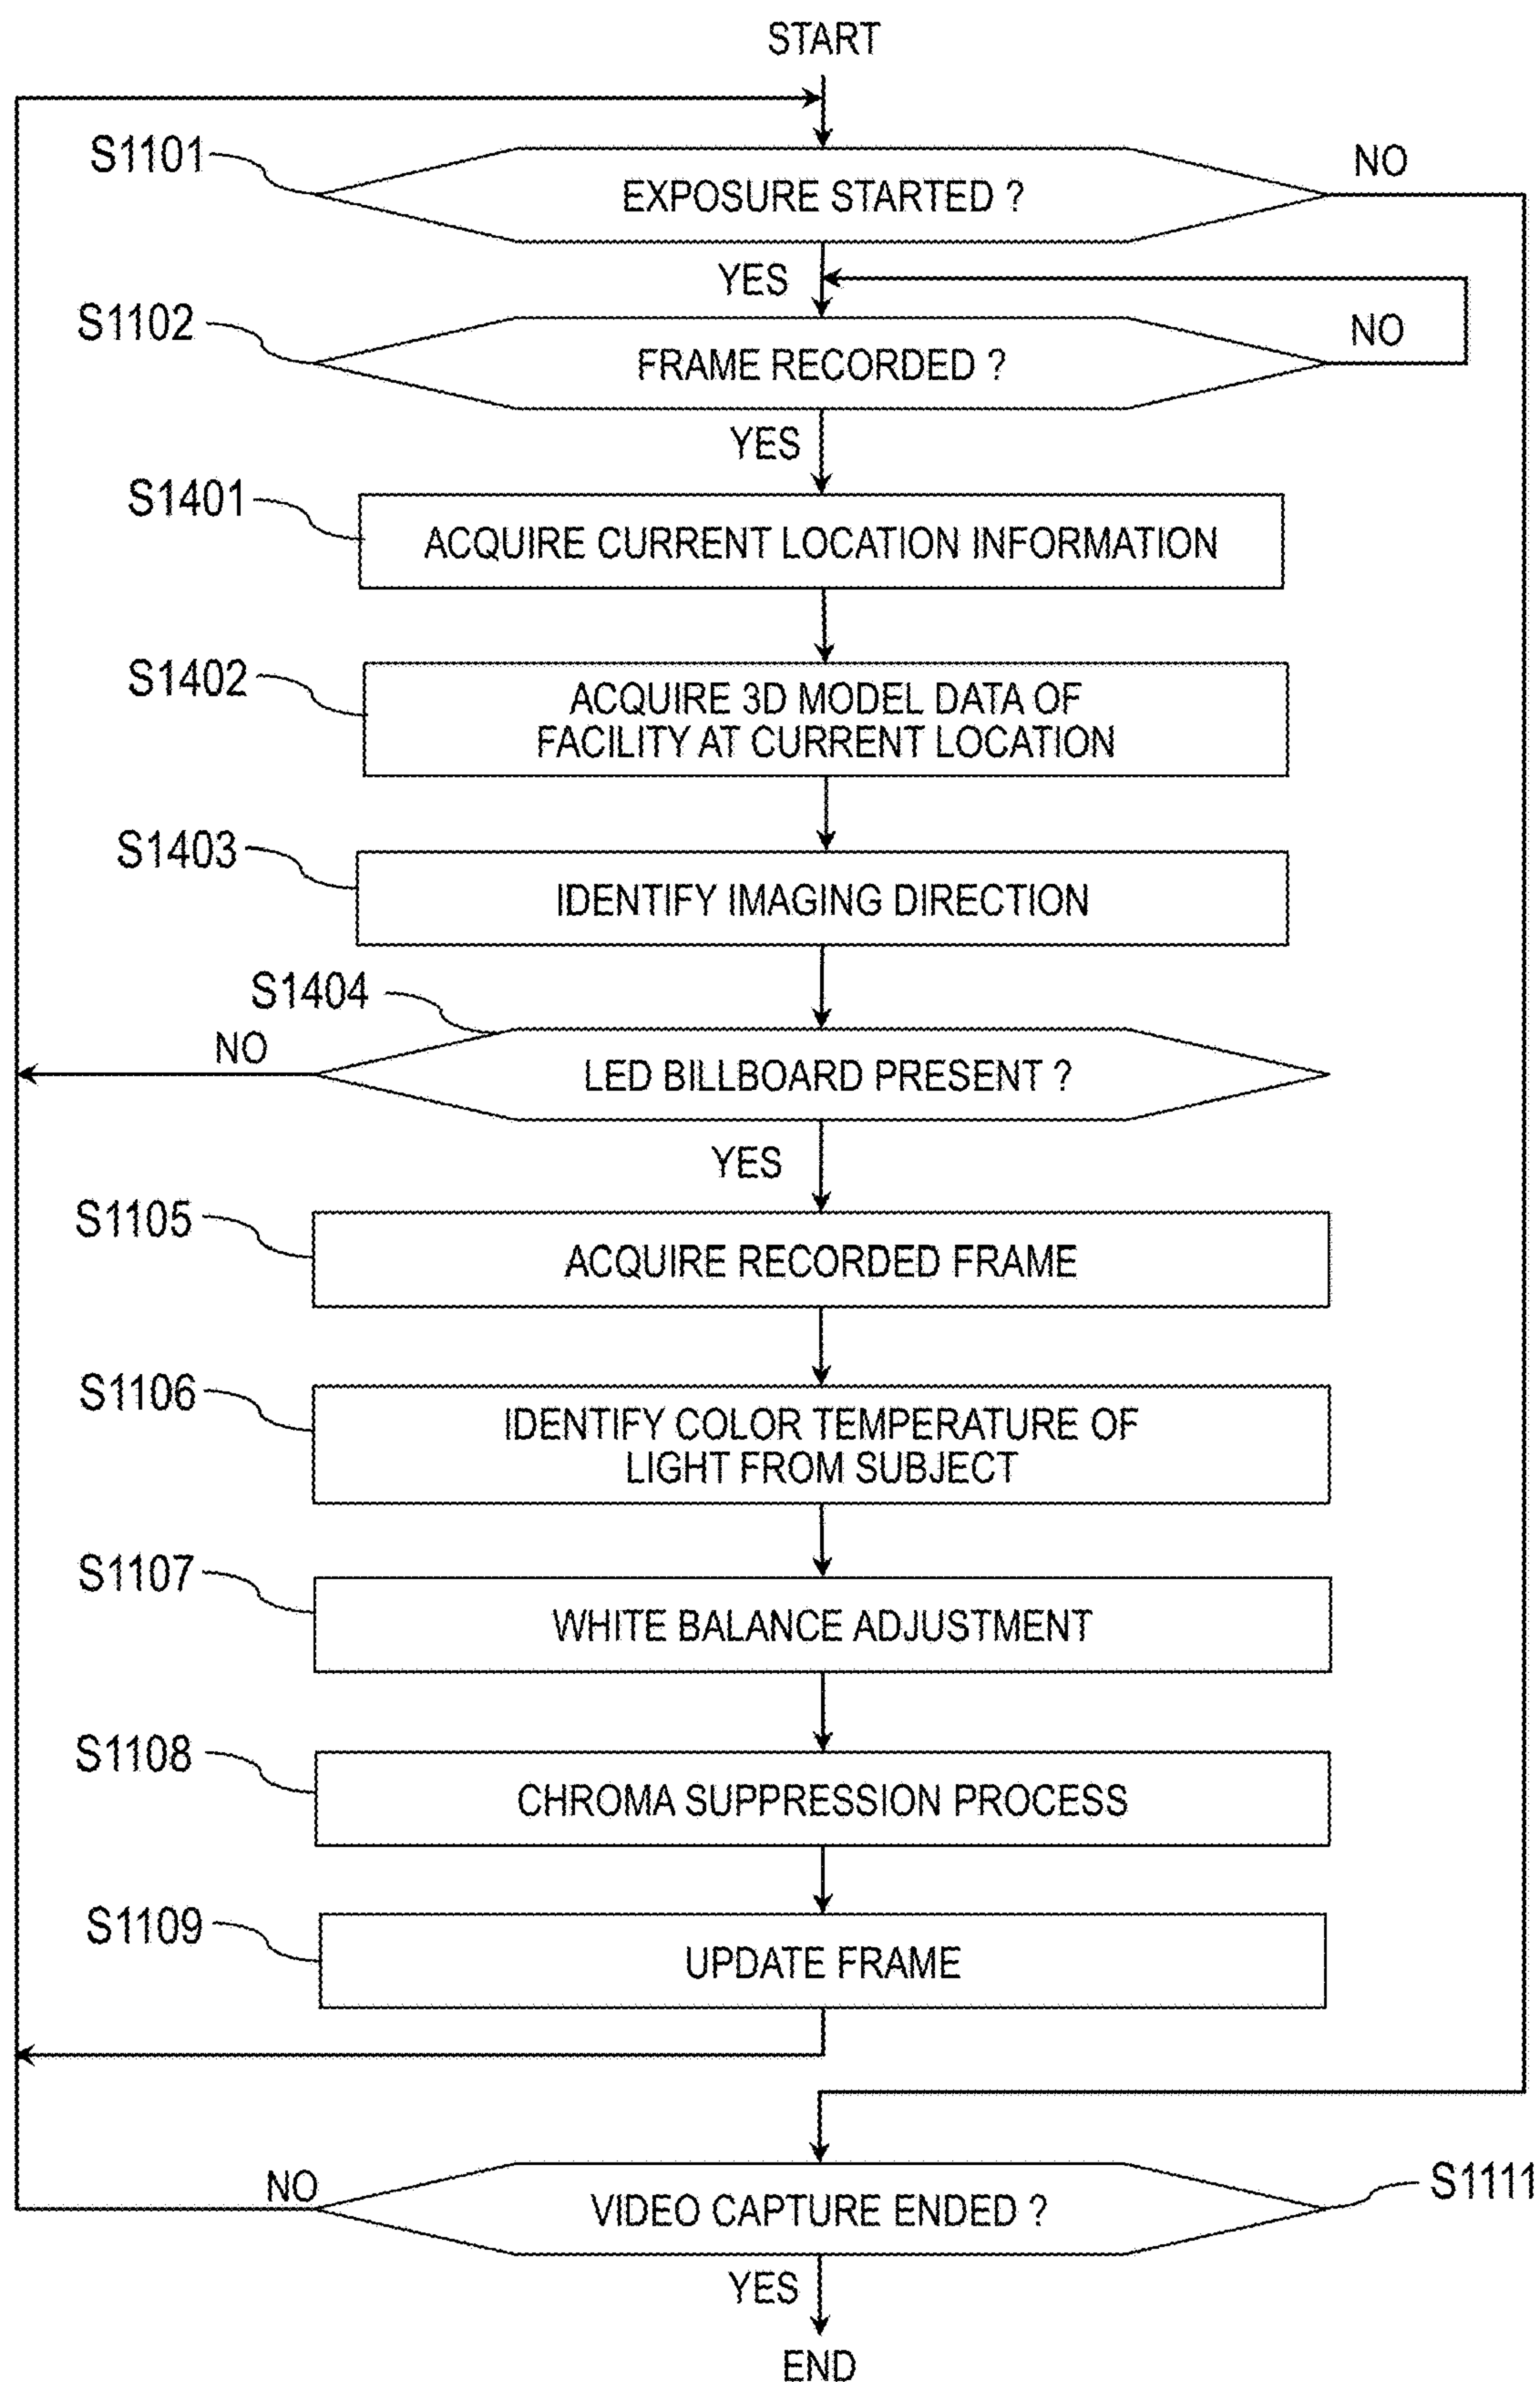 START
S1101
EXPOSURE STARTED ?
NO
YES
S1102
FRAME RECORDED ?
NO
YES
S1401
ACQUIRE CURRENT LOCATION INFORMATION
S1402
ACQUIRE 3D MODEL DATA OF
FACILITY AT CURRENT LOCATION
S1403
IDENTIFY IMAGING DIRECTION
S1404
NO
LED BILLBOARD PRESENT ?
YES
S1105
ACQUIRE RECORDED FRAME
S1106
IDENTIFY COLOR TEMPERATURE OF
LIGHT FROM SUBJECT
S1107
WHITE BALANCE ADJUSTMENT
S1108
CHROMA SUPPRESSION PROCESS
S1109
UPDATE FRAME
NO
VIDEO CAPTURE ENDED ?
S1111
YES
END